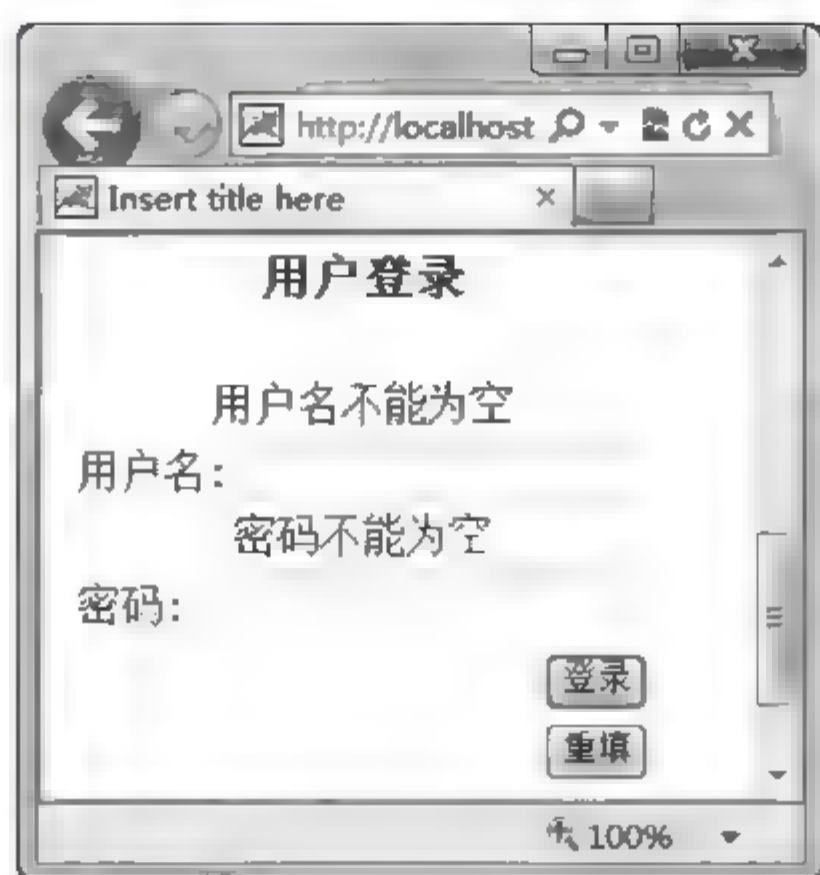 http://localhost
Insert title here
用户登录
用户名不能为空
用户名:
密码不能为空
密码:
登录
重填
100%